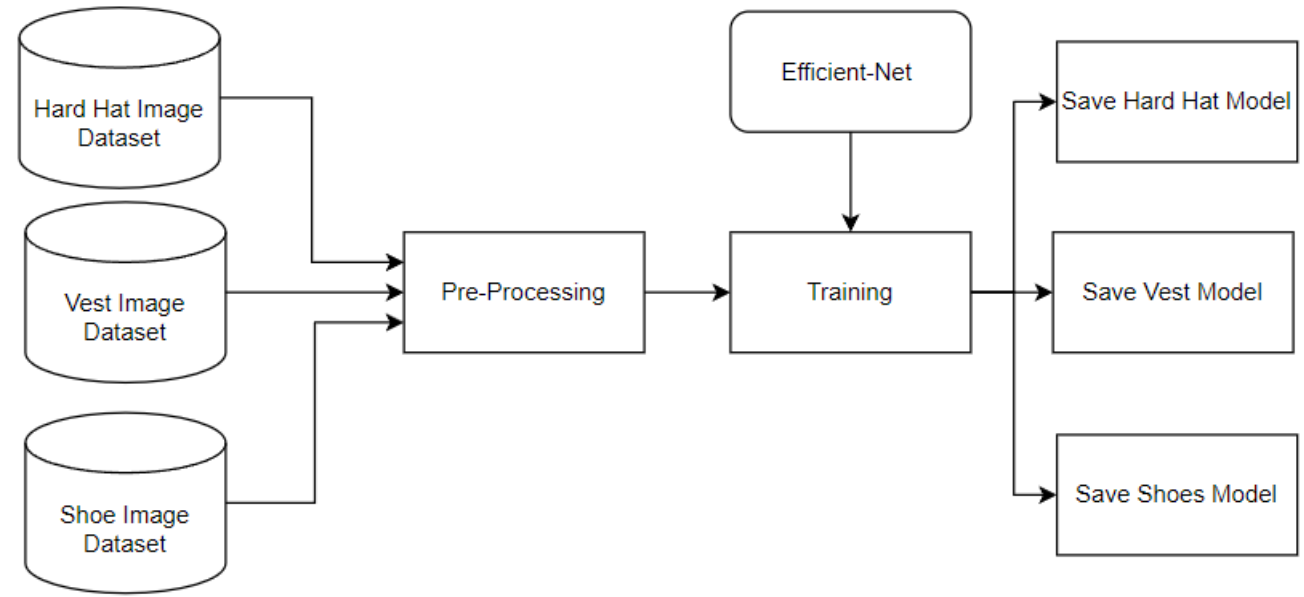 Hard Hat Image
Dataset
Vest Image
Dataset
Shoe Image
Dataset
Pre-Processing
Efficient-Net
Training
Save Hard Hat Model
Save Vest Model
Save Shoes Model